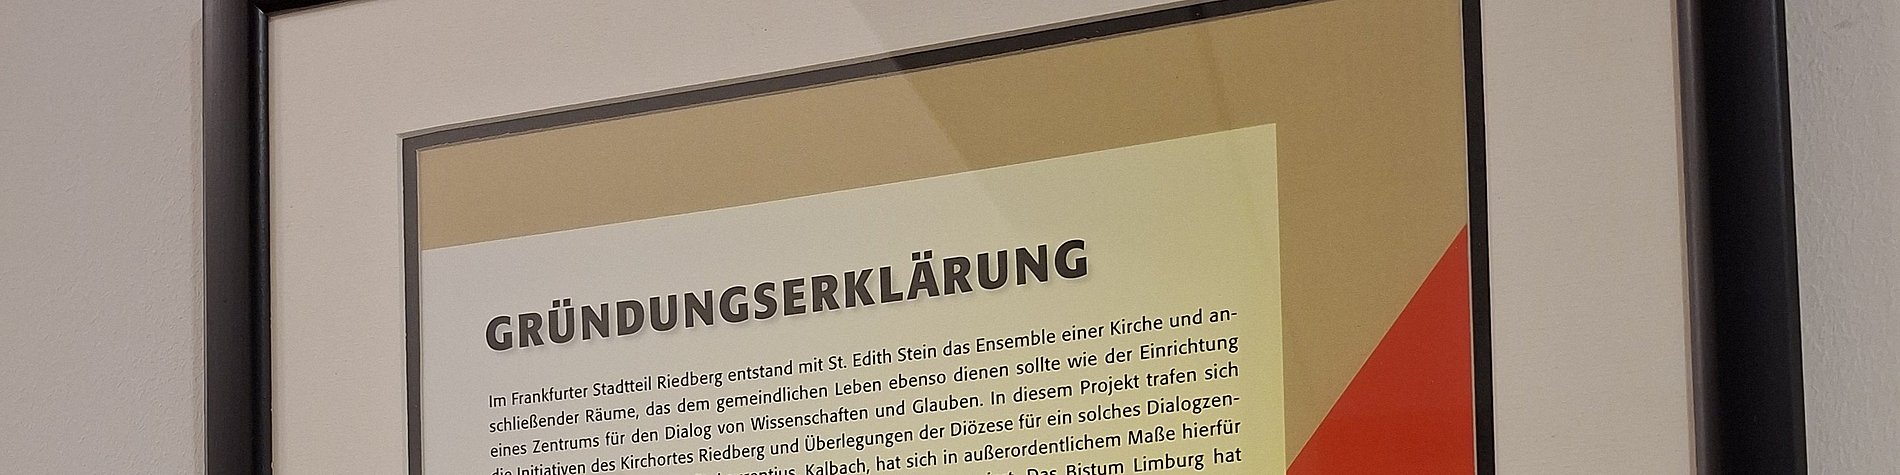 GRÜNDUNGSERKLÄRUNG
Im Frankfurter Stadtteil Riedberg entstand mit St. Edith Stein das Ensemble einer Kirche und an-
schließender Räume, das dem gemeindlichen Leben ebenso dienen sollte wie der Einrichtung
eines Zentrums für den Dialog von Wissenschaften und Glauben. In diesem Projekt trafen sich
die Initiativen des Kirchortes Riedberg und Überlegungen der Diözese für ein solches Dialogzen-
Kalbach, hat sich in außerordentlichem Maße hierfür
Das Bistum Limburg hat